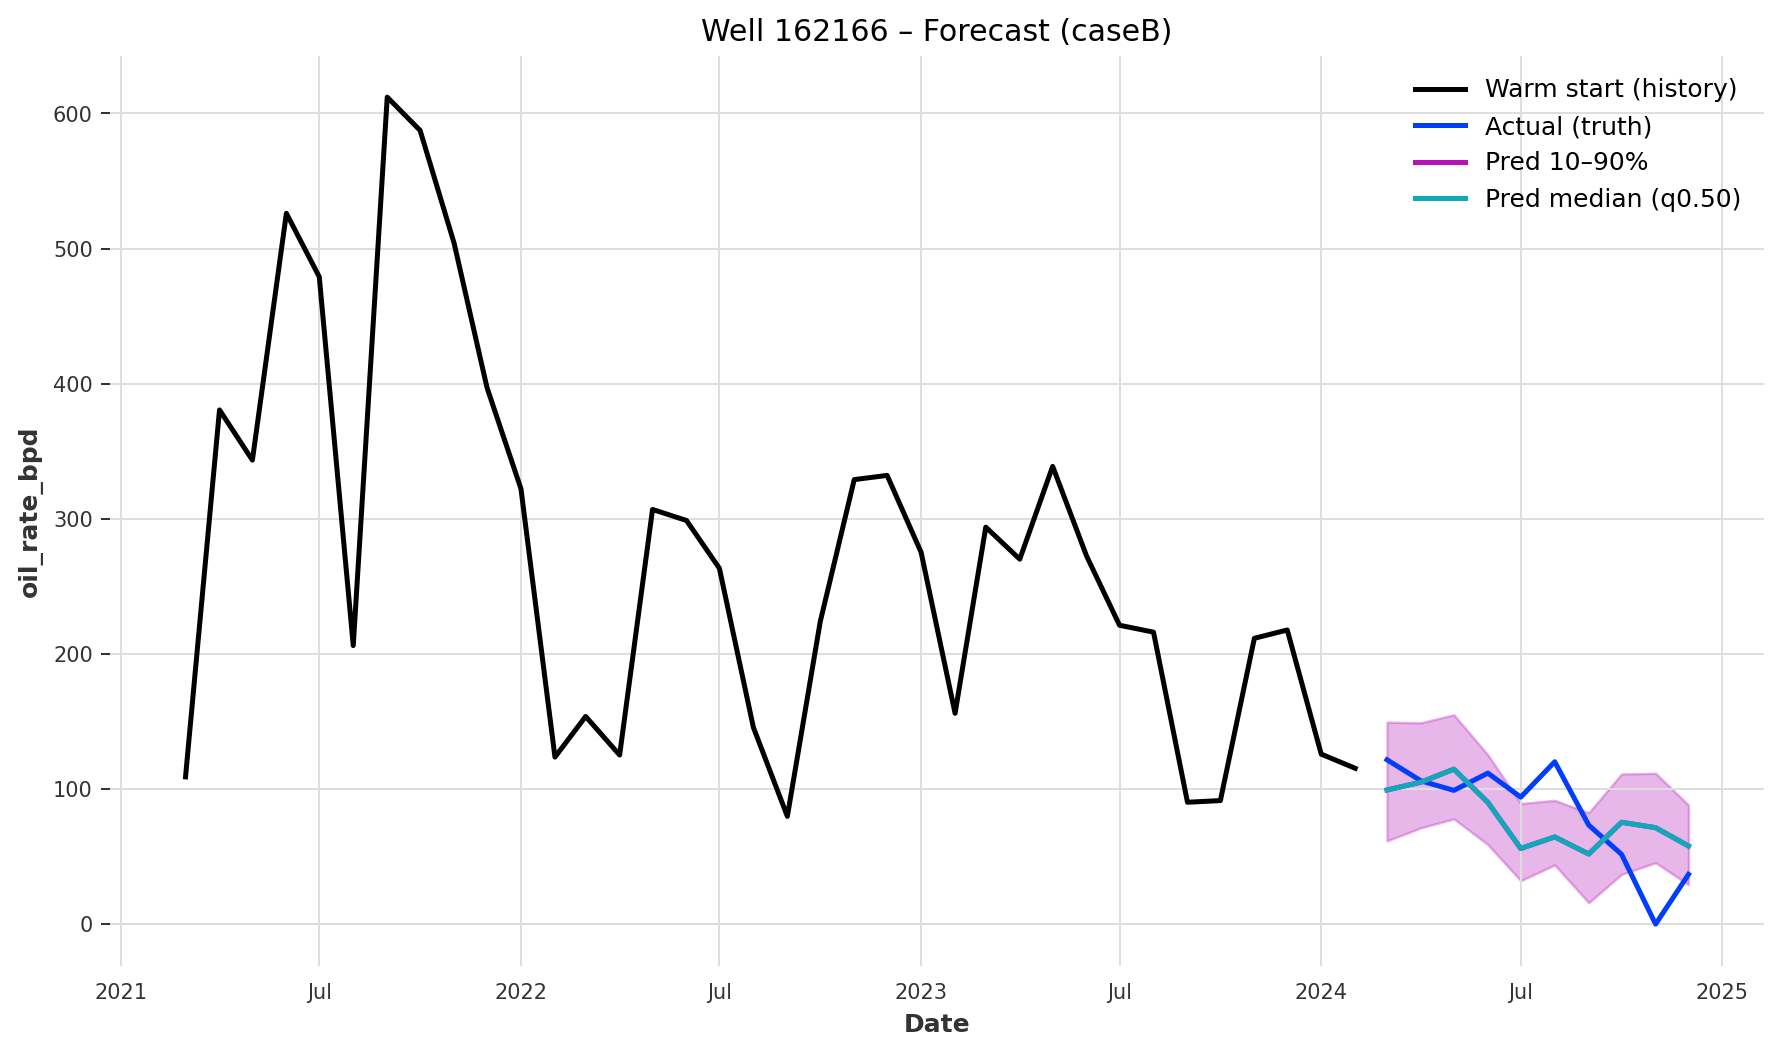 Well 162166 – Forecast (caseB)
Warm start (history)
Actual (truth)
Pred 10–90%
Pred median (q0.50)
600
500
400
300
200
100
0
oil_rate_bpd
2021
Jul
2022
Jul
2023
Jul
2024
Jul
2025
Date